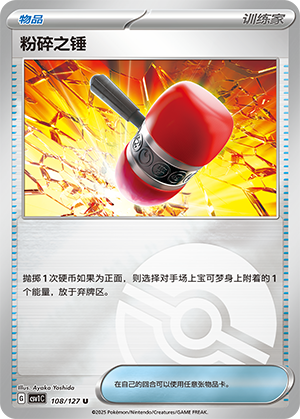 物品
训练家
粉碎之锤
抛掷1次硬币如果为正面，则选择对手场上宝可梦身上附着的1
个能量，放于弃牌区。
Illus. Ayaka Yoshida
G CSV1C 108/127 U
在自己的回合可以使用任意张物品卡。
©2025 Pokémon/Nintendo/Creatures/GAME FREAK.